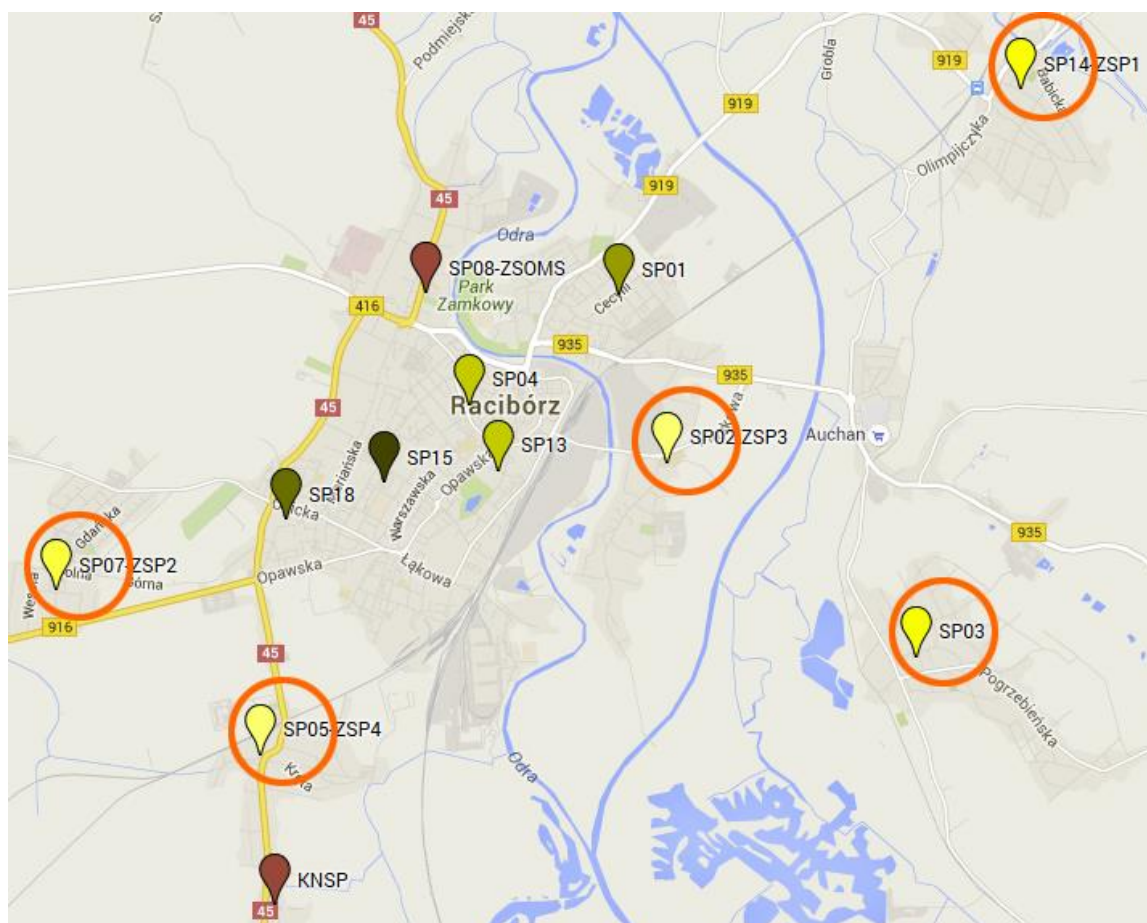 Podmiejska
45
919
Grobla
919
SP14-ZSP1
Babicka
Olimpijczyka
919
45
Odra
SP08-ZSOMS
Park
Zamkowy
SP01
Cecylii
416
935
935
SP04
Racibórz
45
SP02-ZSP3
Auchan
SP13
SP15
Opawska
Mariańska
Warszawska
SP18
935
Gdańska
SP07-ZSP2
Górna
Opawska
Łąkowa
916
SP03
45
Pogrzebieńska
SP05-ZSP4
Odra
KNSP
45